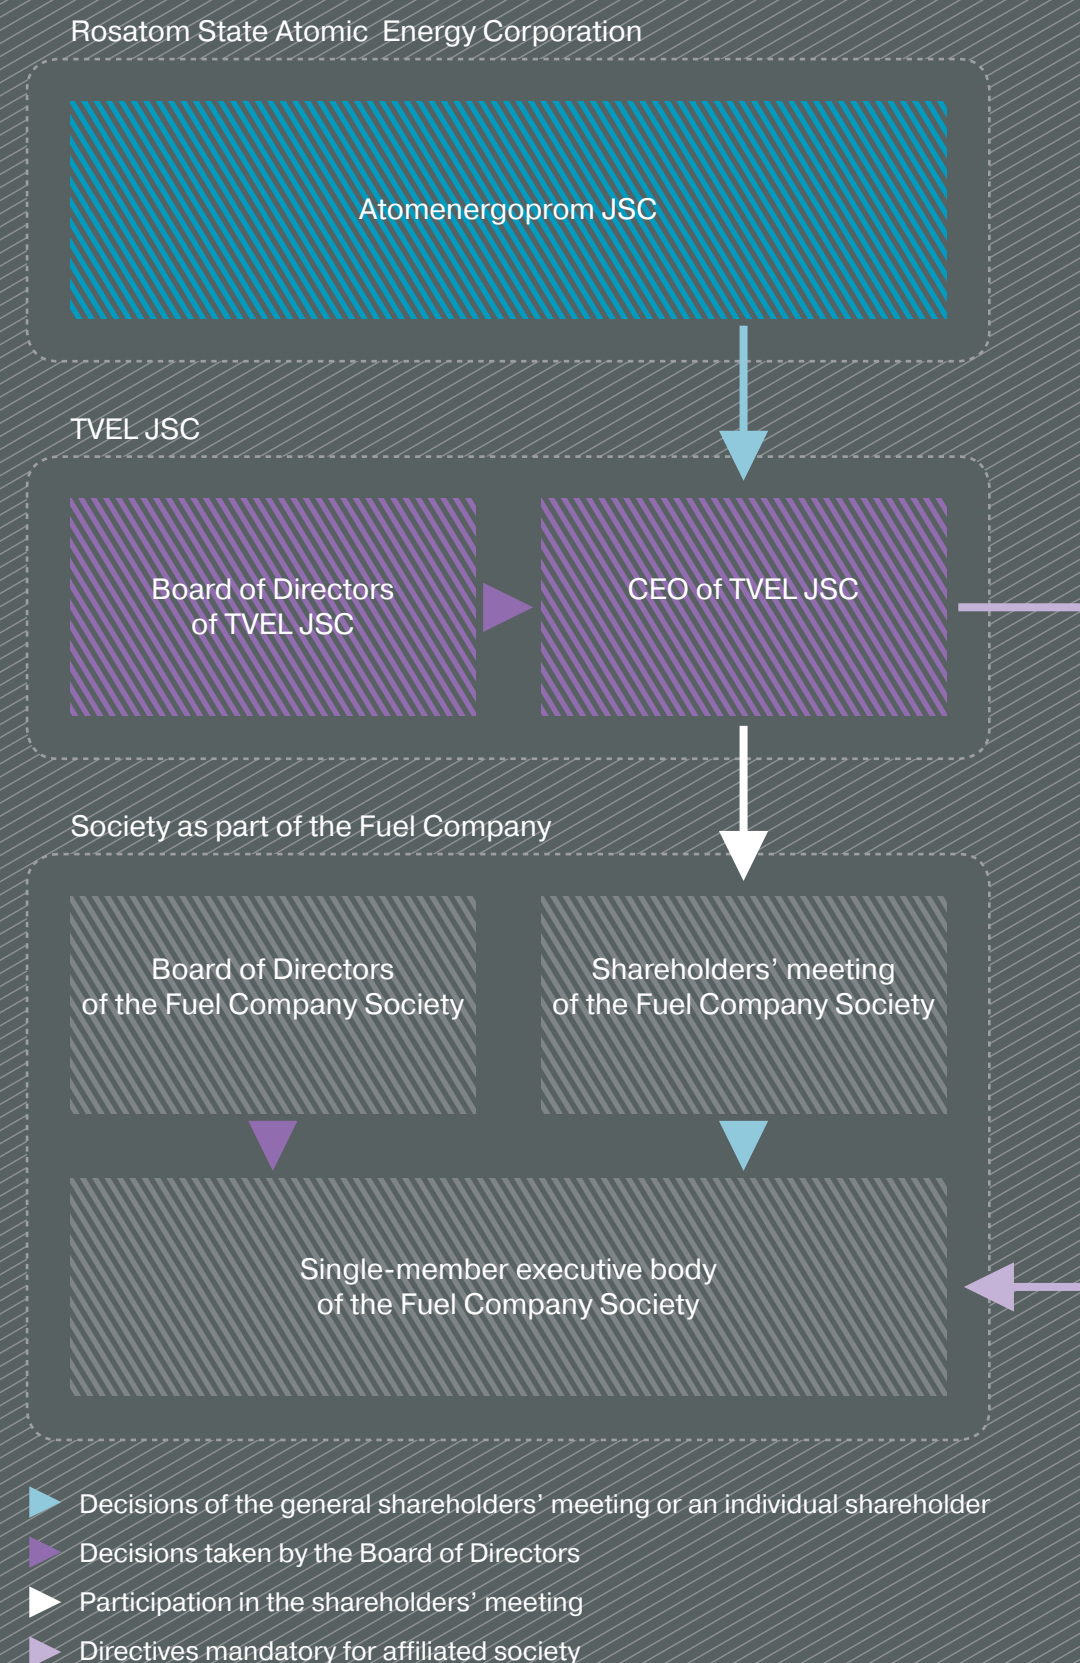 Rosatom State Atomic Energy Corporation
Atomenergoprom JSC
TVEL JSC
Board of Directors
of TVEL JSC
CEO of TVEL JSC
Society as part of the Fuel Company
Board of Directors
of the Fuel Company Society
Shareholders’ meeting
of the Fuel Company Society
Single-member executive body
of the Fuel Company Society
Decisions of the general shareholders’ meeting or an individual shareholder
Decisions taken by the Board of Directors
Participation in the shareholders’ meeting
Directives mandatory for affiliated society